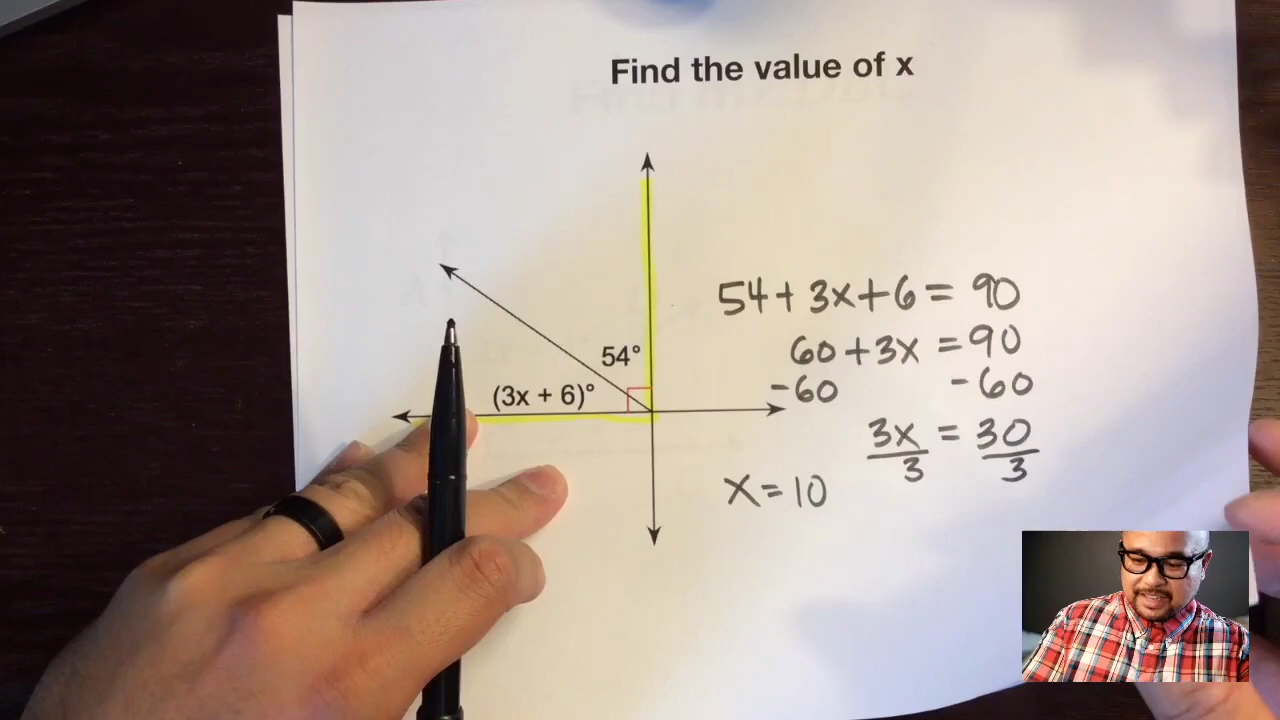 Find the value of x
54°
(3x + 6)°
54 + 3x + 6 = 90
60 + 3x = 90
-60 -60
3x = 30
3 3
x = 10